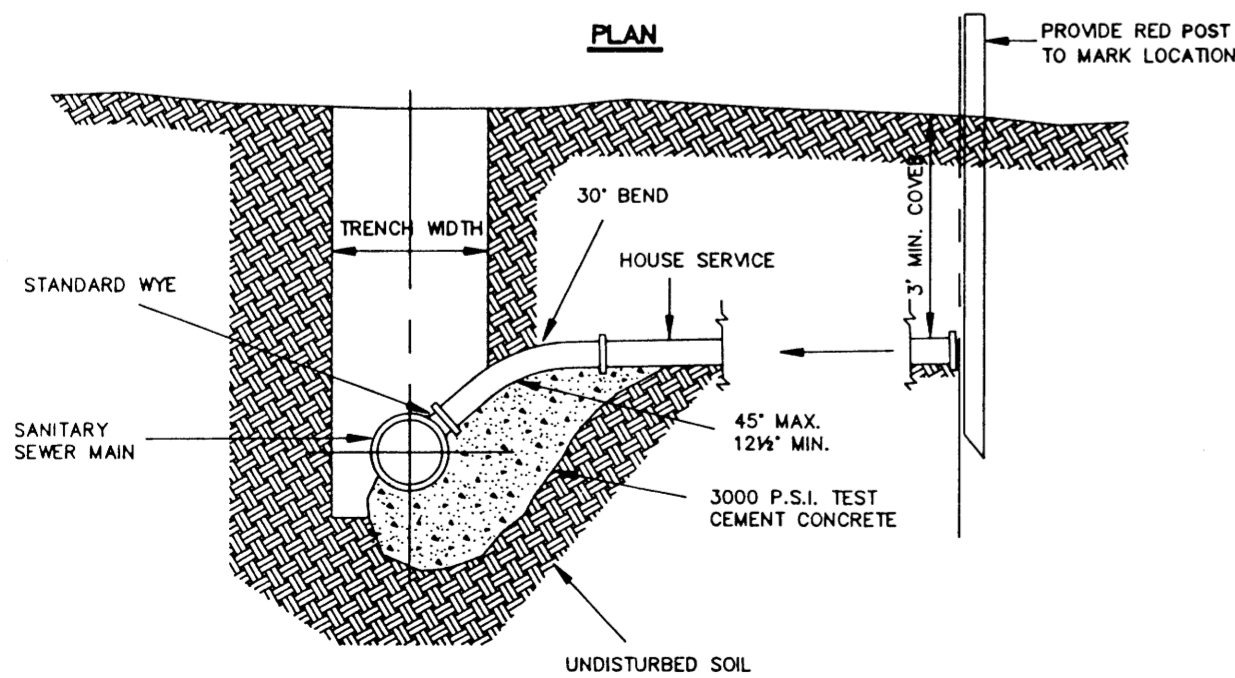 PLAN
PROVIDE RED POST
TO MARK LOCATION
30° BEND
TRENCH WIDTH
3' MIN. COVER
HOUSE SERVICE
STANDARD WYE
SANITARY
SEWER MAIN
45° MAX.
12½° MIN.
3000 P.S.I. TEST
CEMENT CONCRETE
UNDISTURBED SOIL